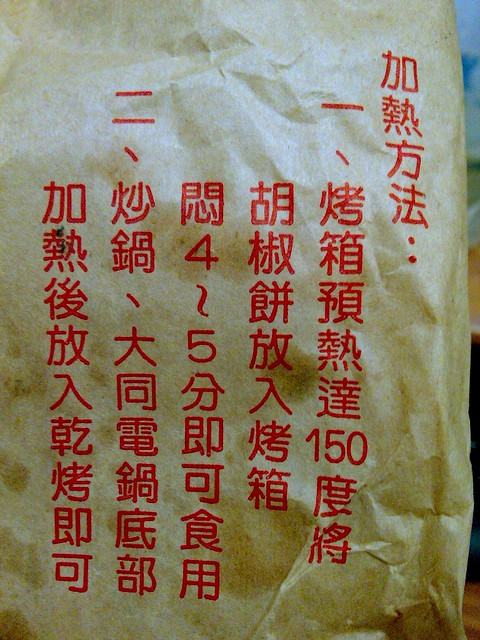 加熱方法：
一、烤箱預熱達150度將
胡椒餅放入烤箱
悶4~5分即可食用
二、炒鍋、大同電鍋底部
加熱後放入乾烤即可